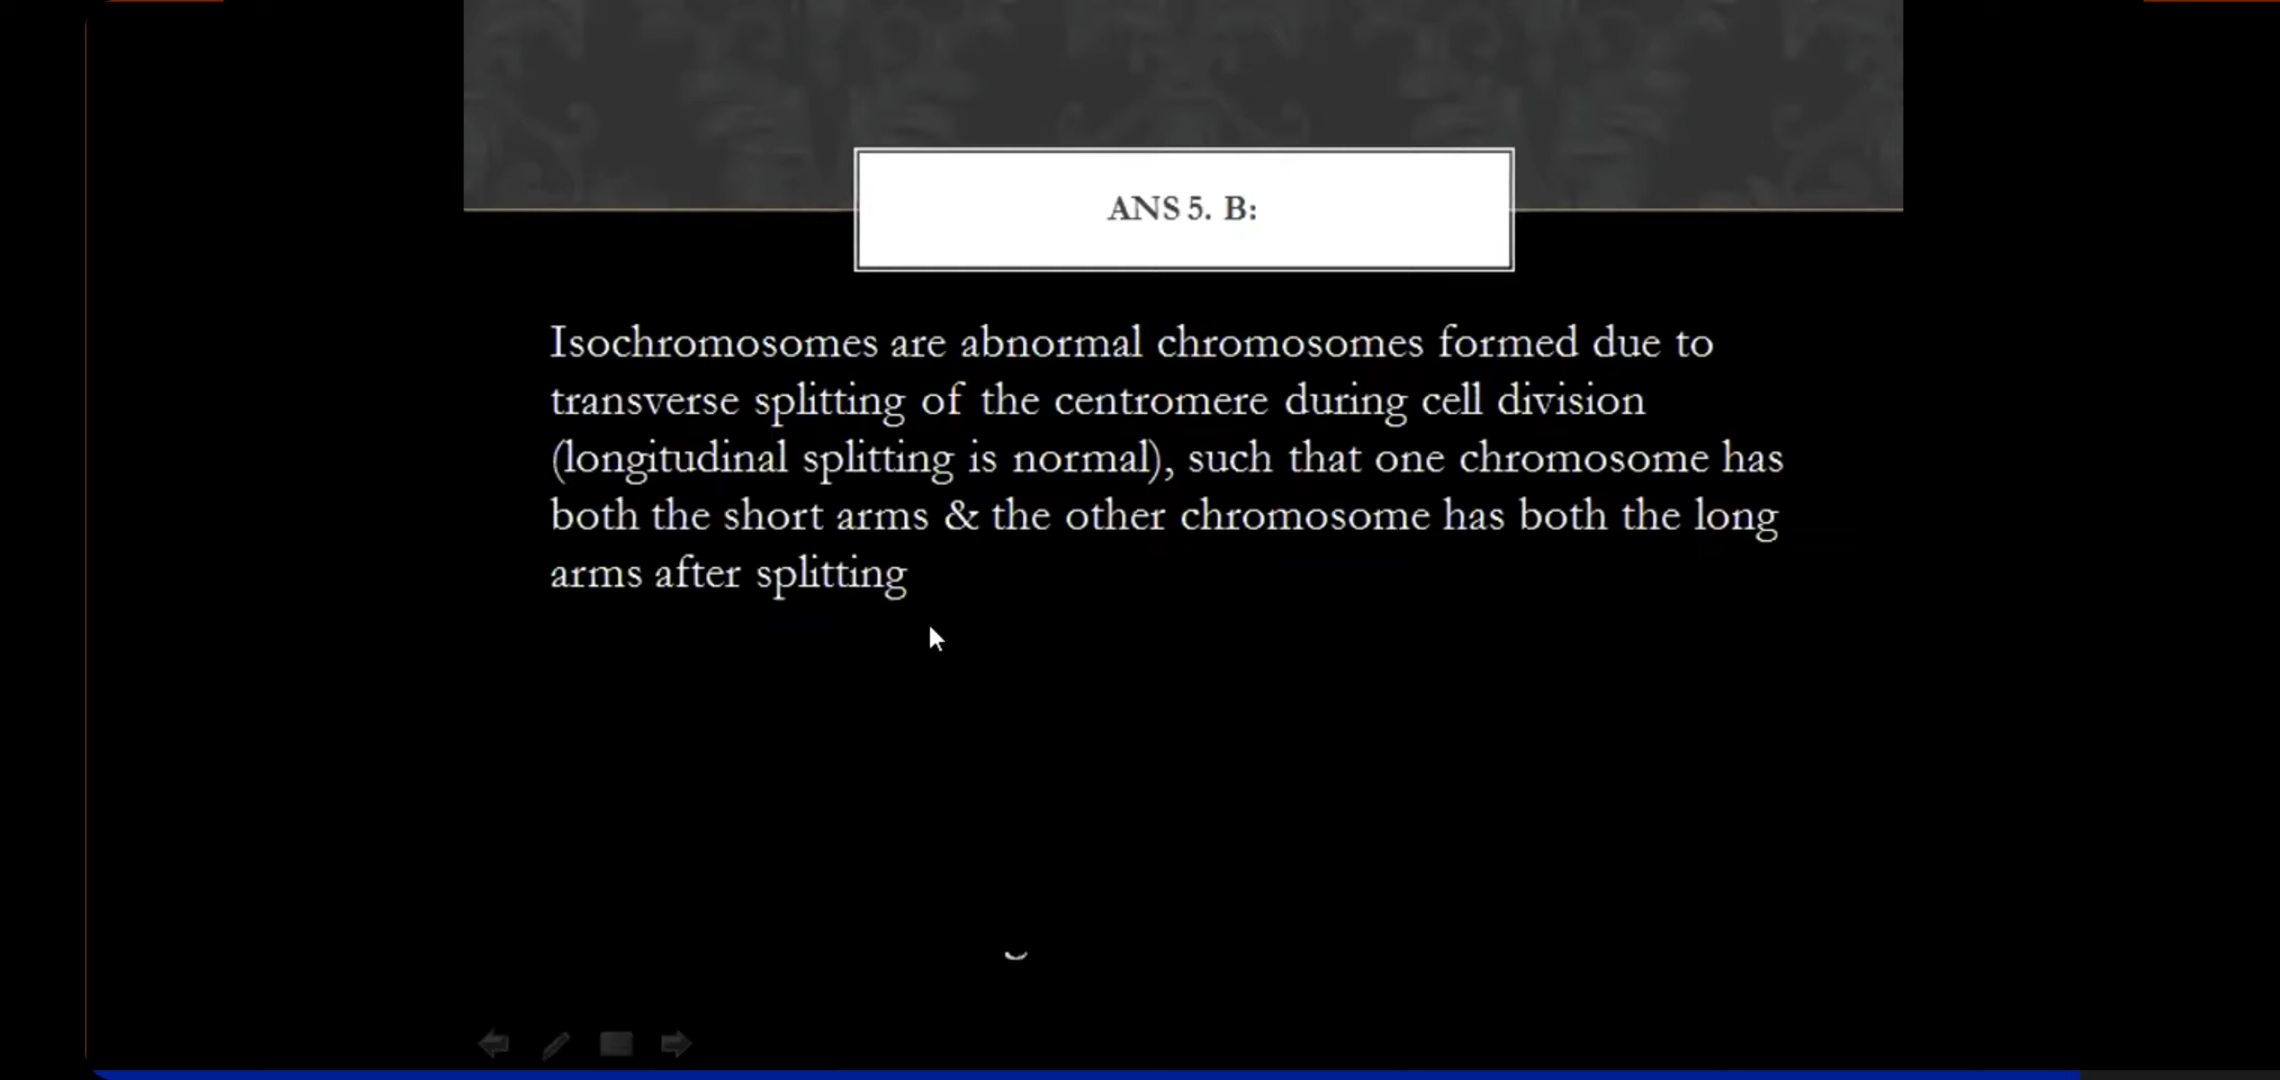 ANS 5. B:
Isochromosomes are abnormal chromosomes formed due to
transverse splitting of the centromere during cell division
(longitudinal splitting is normal), such that one chromosome has
both the short arms & the other chromosome has both the long
arms after splitting